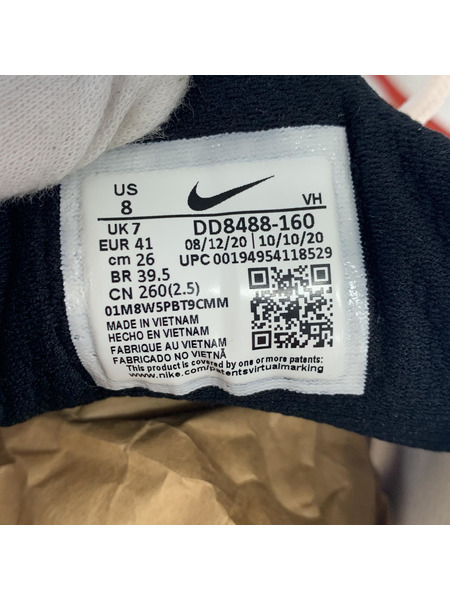 US
8
VH
UK 7
DD8488-160
EUR 41
08/12/20 | 10/10/20
cm 26
UPC 00194954118529
BR 39.5
CN 260(2.5)
01M8W5PBT9CMM
MADE IN VIETNAM
HECHO EN VIETNAM
FABRIQUE AU VIETNAM
FABRICADO NO VIETNÃ
This product is covered by one or more patents:
www.nike.com/patentsvirtualmarking